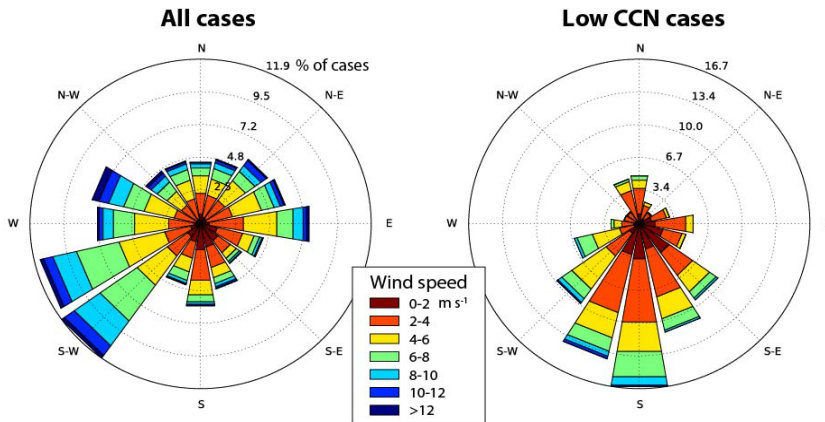 All cases
N
11.9 % of cases
N-W
9.5
N-E
7.2
4.8
2.5
W
E
S-W
S-E
S
Low CCN cases
N
16.7
N-W
13.4
N-E
10.0
6.7
3.4
W
S-W
S-E
S
Wind speed
0-2 m s⁻¹
2-4
4-6
6-8
8-10
10-12
>12